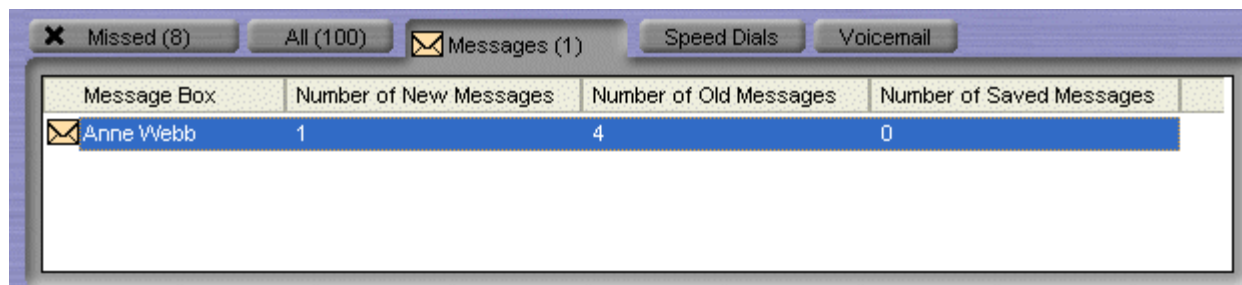 Missed (8) All (100) Messages (1) Speed Dials Voicemail
Message Box Number of New Messages Number of Old Messages Number of Saved Messages
Anne Webb 1 4 0